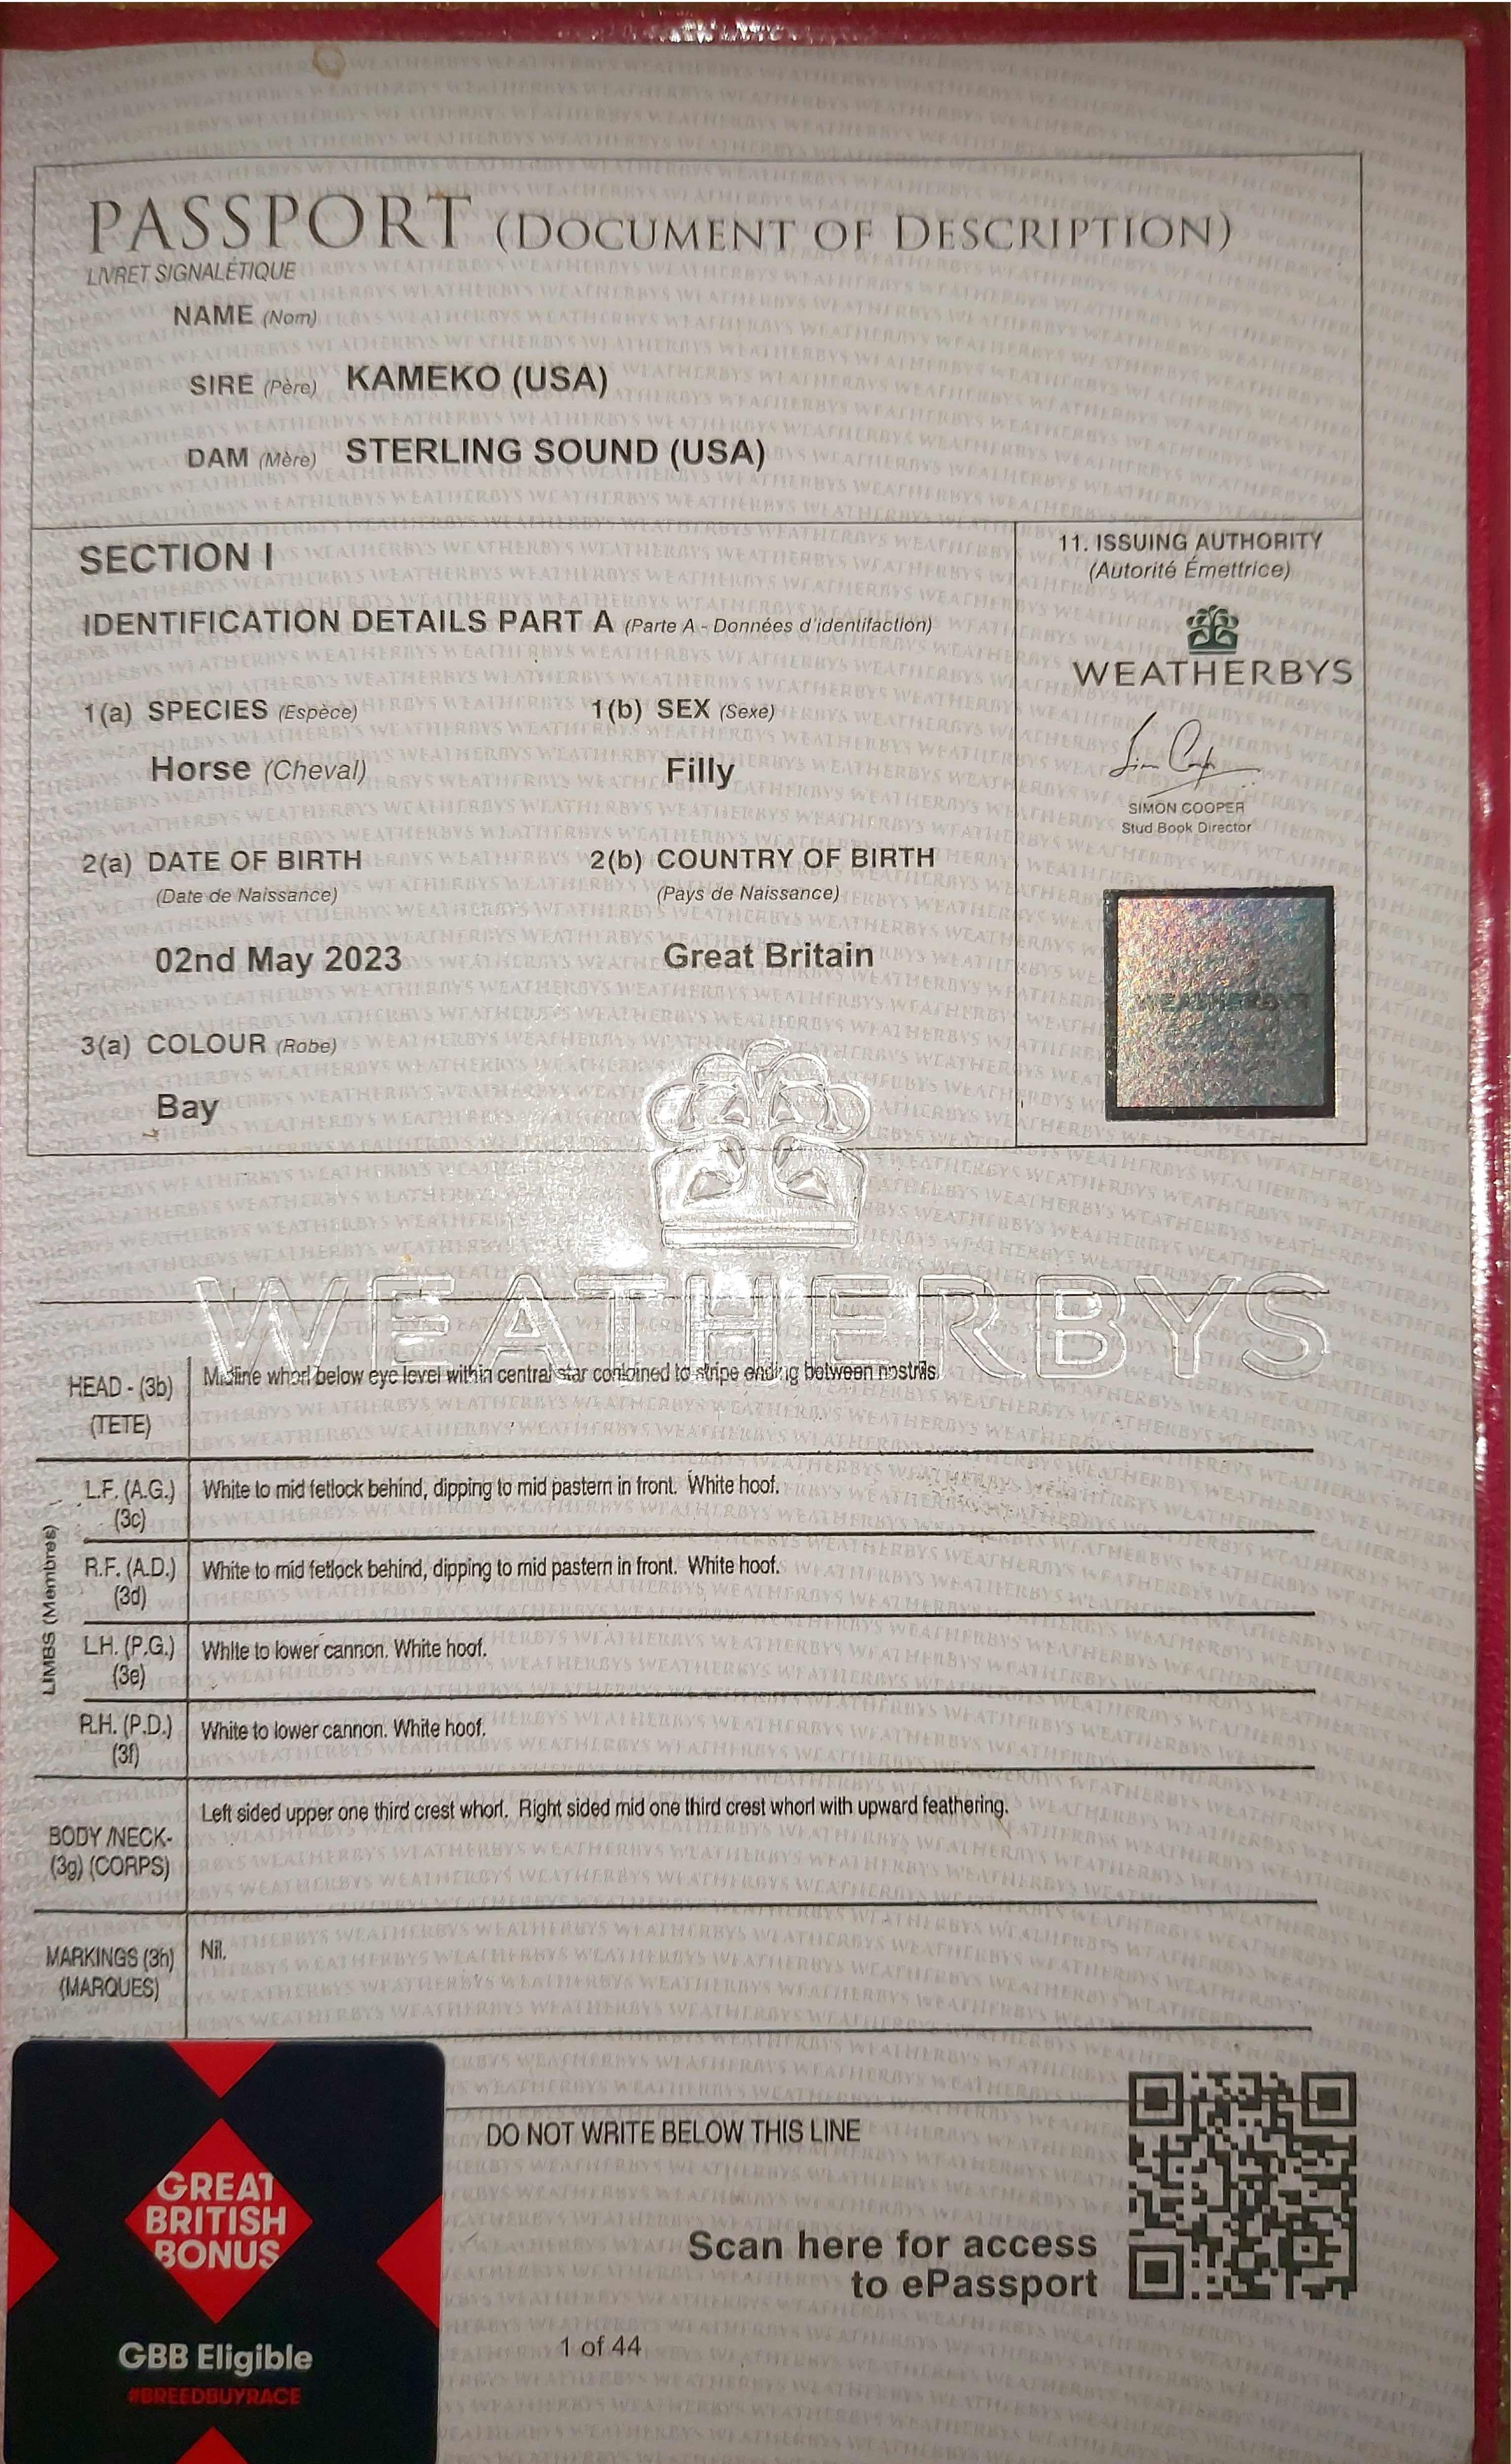 PASSPORT (DOCUMENT OF DESCRIPTION)
LIVRET SIGNALÉTIQUE
NAME (Nom)
SIRE (Père) KAMEKO (USA)
DAM (Mère) STERLING SOUND (USA)
SECTION I
IDENTIFICATION DETAILS PART A (Parte A - Données d'identifaction)
1(a) SPECIES (Espèce) 1(b) SEX (Sexe)
Horse (Cheval) Filly
2(a) DATE OF BIRTH 2(b) COUNTRY OF BIRTH
(Date de Naissance) (Pays de Naissance)
02nd May 2023 Great Britain
3(a) COLOUR (Robe)
Bay
11. ISSUING AUTHORITY
(Autorité Émettrice)
WEATHERBYS
SIMON COOPER
Stud Book Director
WEATHERBYS
WEATHERBYS
HEAD - (3b) Midline whorl below eye level within central star conjoined to stripe ending between nostrils.
(TETE)
LIMBS (Membres)
L.F. (A.G.) White to mid fetlock behind, dipping to mid pastern in front. White hoof.
(3c)
R.F. (A.D.) White to mid fetlock behind, dipping to mid pastern in front. White hoof.
(3d)
L.H. (P.G.) White to lower cannon. White hoof.
(3e)
R.H. (P.D.) White to lower cannon. White hoof.
(3f)
Left sided upper one third crest whorl. Right sided mid one third crest whorl with upward feathering.
BODY /NECK-
(3g) (CORPS)
MARKINGS (3h) Nil.
(MARQUES)
DO NOT WRITE BELOW THIS LINE
Scan here for access
to ePassport
1 of 44
GREAT
BRITISH
BONUS
GBB Eligible
#BREEDBUYRACE